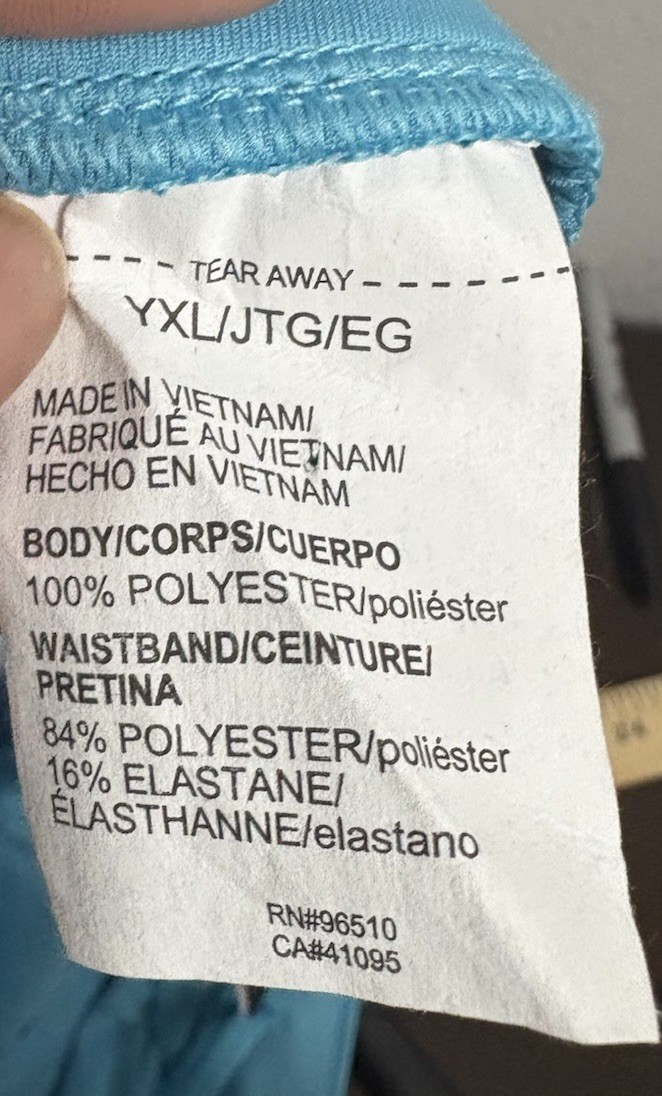 TEAR AWAY
YXL/JTG/EG
MADE IN VIETNAM/
FABRIQUÉ AU VIETNAM/
HECHO EN VIETNAM
BODY/CORPS/CUERPO
100% POLYESTER/poliéster
WAISTBAND/CEINTURE/
PRETINA
84% POLYESTER/poliéster
16% ELASTANE/
ÉLASTHANNE/elastano
RN#96510
CA#41095